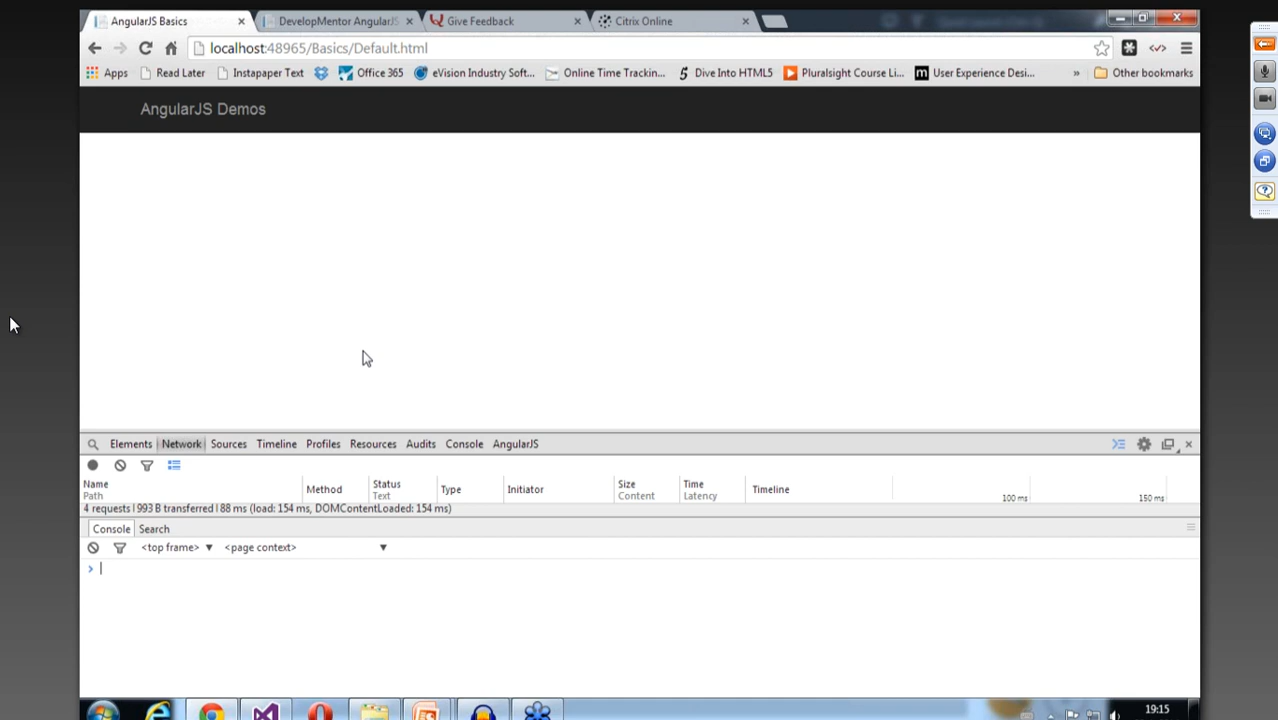 AngularJS Basics
DevelopMentor AngularJS
Give Feedback
Citrix Online
localhost:48965/Basics/Default.html
Apps Read Later Instapaper Text Office 365 eVision Industry Soft... Online Time Trackin... Dive Into HTML5 Pluralsight Course Li... User Experience Desi... » Other bookmarks
AngularJS Demos
Elements Network Sources Timeline Profiles Resources Audits Console AngularJS
Name Method Status Type Initiator Size Time Timeline
Path Text Content Latency 100 ms 150 ms
4 requests | 993 B transferred | 88 ms (load: 154 ms, DOMContentLoaded: 154 ms)
Console Search
<top frame> ▼ <page context> ▼
>
19:15